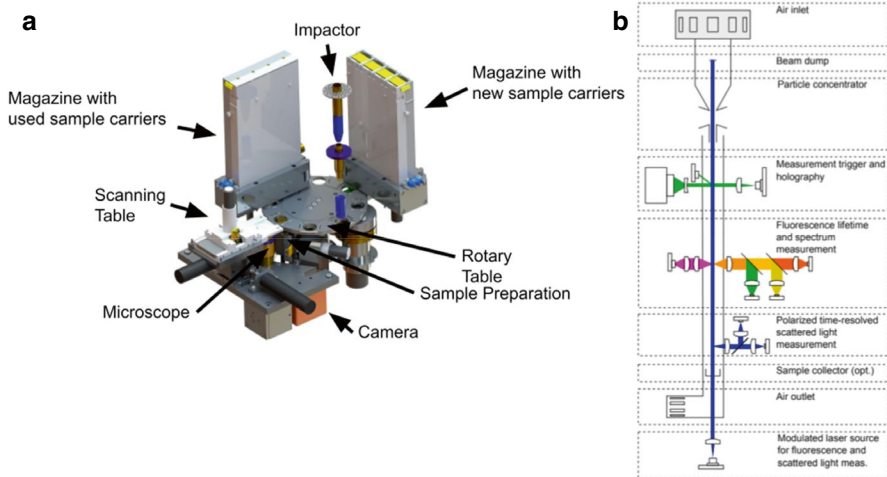 a
Impactor
Magazine with
used sample carriers
Magazine with
new sample carriers
Scanning
Table
Rotary
Table
Sample Preparation
Microscope
Camera
b
Air inlet
Beam dump
Particle concentrator
Measurement trigger and
holography
Fluorescence lifetime
and spectrum
measurement
Polarized time-resolved
scattered light
measurement
Sample collector (opt.)
Air outlet
Modulated laser source
for fluorescence and
scattered light meas.